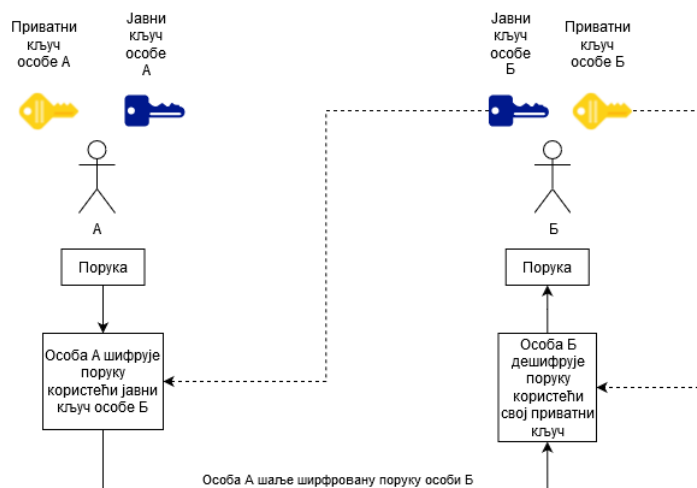 Приватни
кључ
особе А
Јавни
кључ
особе
А
Јавни
кључ
особе
Б
Приватни
кључ
особе Б
А
Б
Порука
Порука
Особа А шифрује
поруку
користећи јавни
кључ особе Б
Особа Б
дешифрује
поруку
користећи
свој приватни
кључ
Особа А шаље ширфровану поруку особи Б